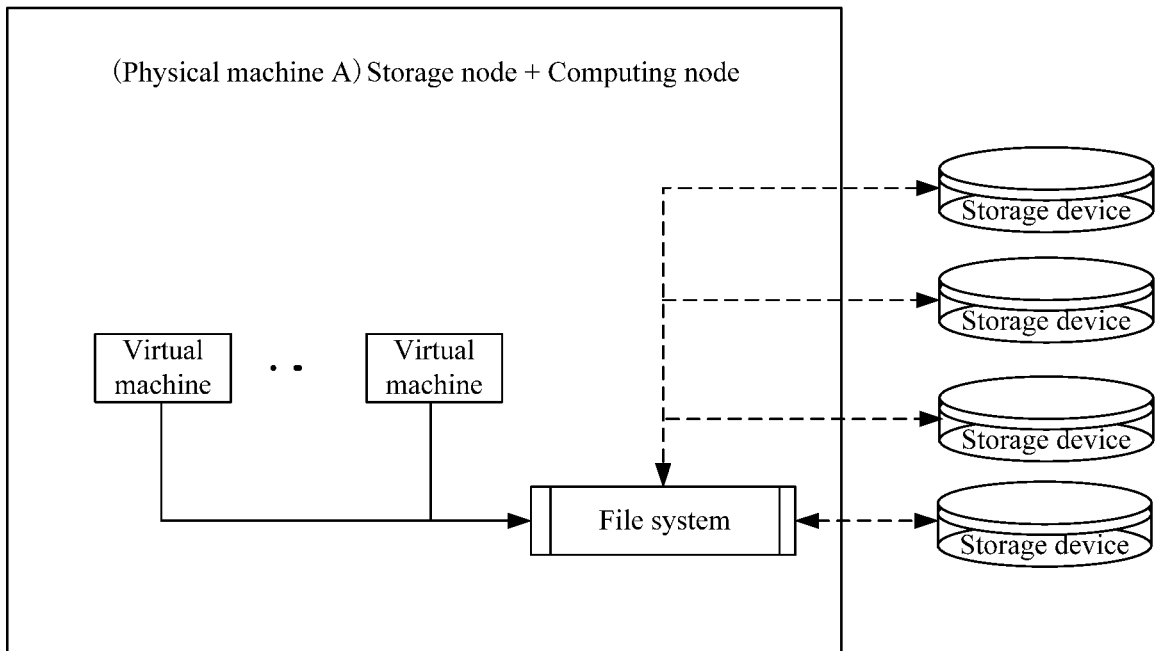 (Physical machine A) Storage node + Computing node
Storage device
Storage device
Virtual
machine
. .
Virtual
machine
Storage device
File system
Storage device